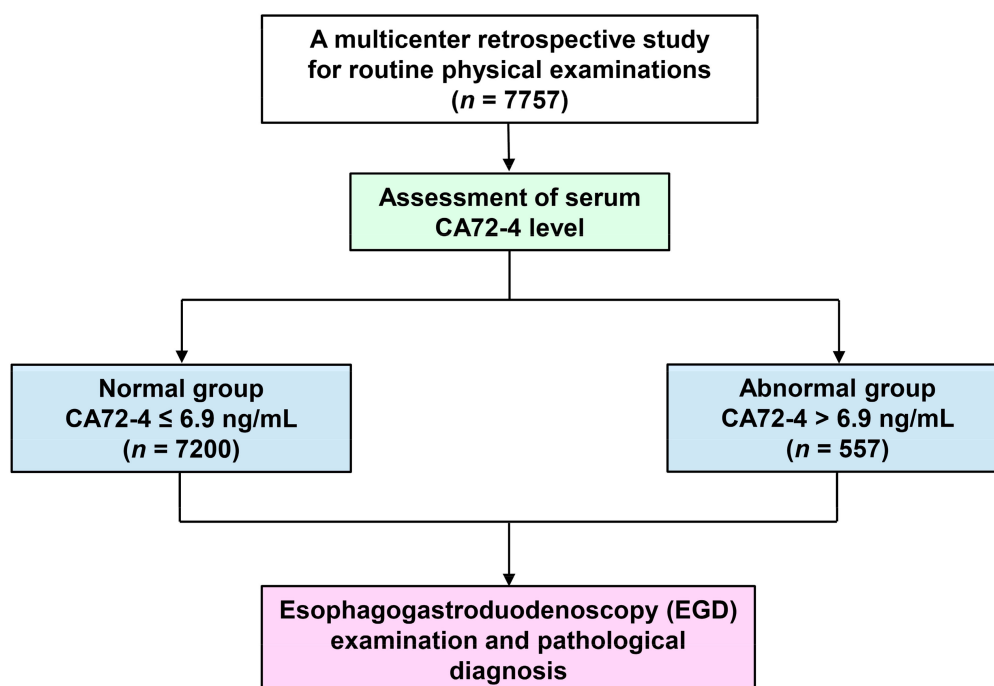 A multicenter retrospective study
for routine physical examinations
(n = 7757)
Assessment of serum
CA72-4 level
Normal group
CA72-4 ≤ 6.9 ng/mL
(n = 7200)
Abnormal group
CA72-4 > 6.9 ng/mL
(n = 557)
Esophagogastroduodenoscopy (EGD)
examination and pathological
diagnosis